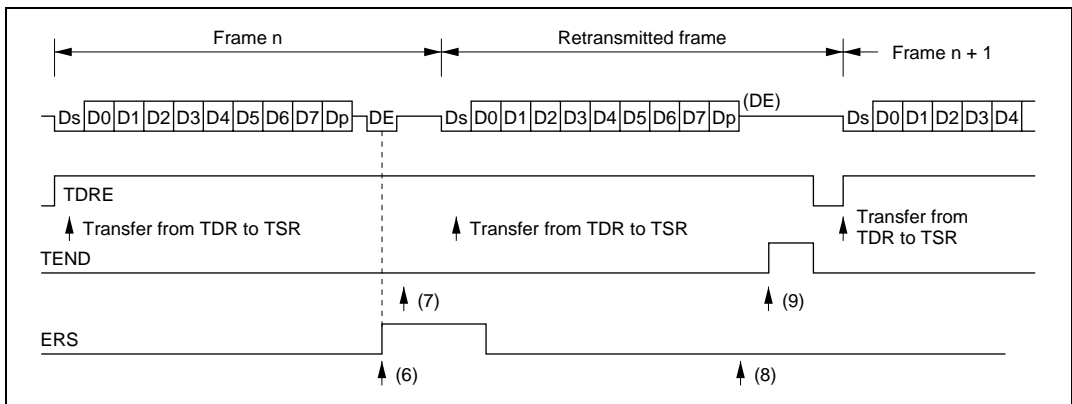 Frame n
Retransmitted frame
Frame n + 1
(DE)
Ds D0 D1 D2 D3 D4 D5 D6 D7 Dp DE Ds D0 D1 D2 D3 D4 D5 D6 D7 Dp Ds D0 D1 D2 D3 D4
TDRE
Transfer from TDR to TSR
Transfer from TDR to TSR
Transfer from
TDR to TSR
TEND
(7)
(9)
ERS
(6)
(8)